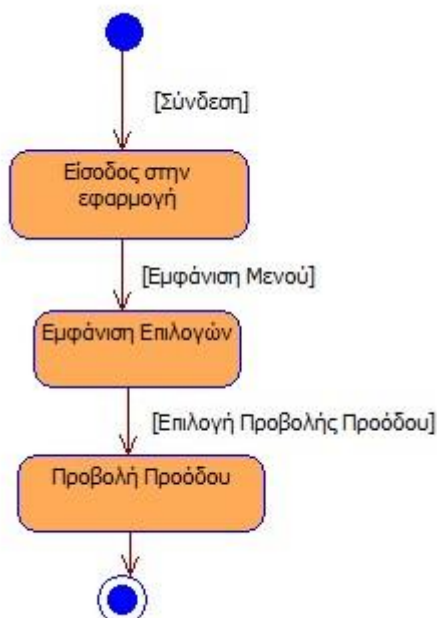 [Σύνδεση]
Είσοδος στην
εφαρμογή
[Εμφάνιση Μενού]
Εμφάνιση Επιλογών
[Επιλογή Προβολής Προόδου]
Προβολή Προόδου